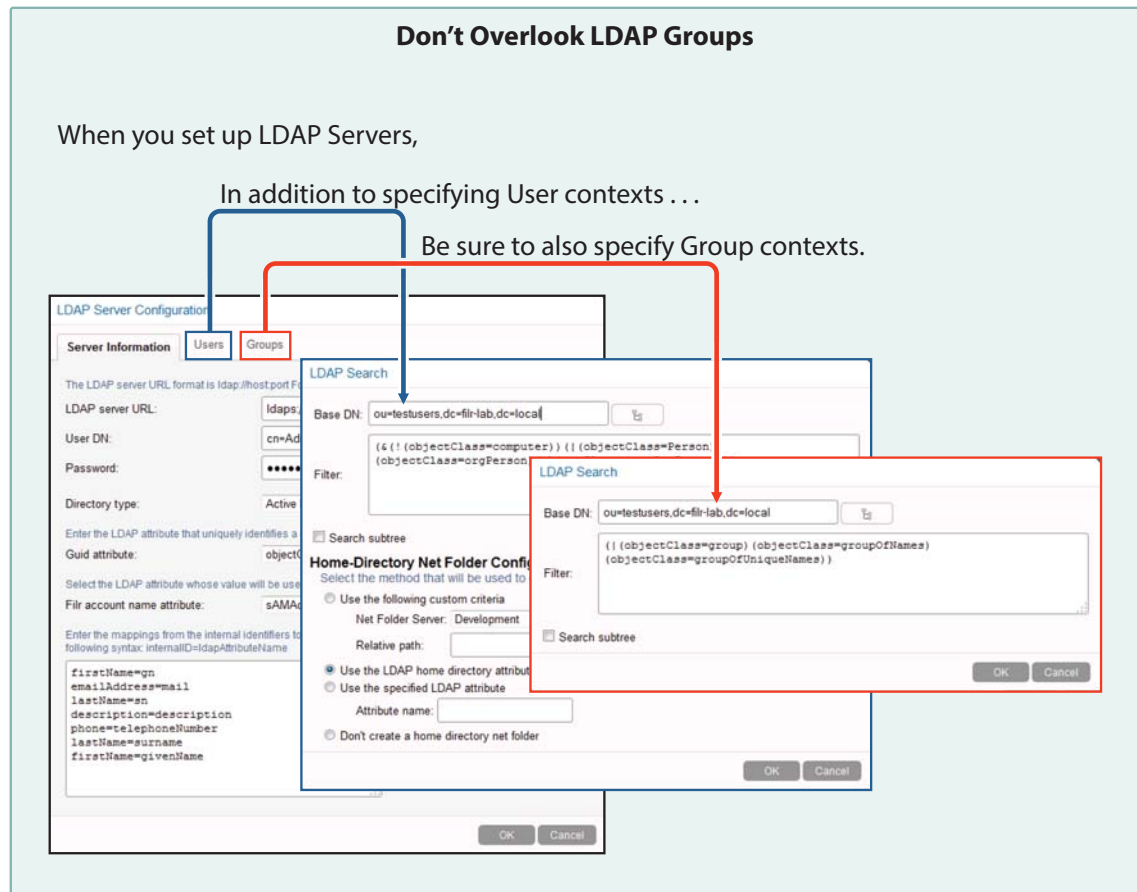 Don't Overlook LDAP Groups
When you set up LDAP Servers,
In addition to specifying User contexts . . .
Be sure to also specify Group contexts.
LDAP Server Configuration
Server Information
Users
Groups
The LDAP server URL format is ldap://host:port
LDAP server URL: ldaps:
User DN: cn=Ad
Password:
Directory type: Active
Enter the LDAP attribute that uniquely identifies a
Guid attribute: objectG
Select the LDAP attribute whose value will be use
Filr account name attribute: sAMAc
Enter the mappings from the internal identifiers to
following syntax: internalID=ldapAttributeName
firstName=gn
emailAddress=mail
lastName=sn
description=description
phone=telephoneNumber
lastName=surname
firstName=givenName
OK
Cancel
LDAP Search
Base DN: ou=testusers,dc=filr-lab,dc=local
Filter:
(&(!(objectClass=computer))(|(objectClass=Person)
(objectClass=orgPerson)
Search subtree
Home-Directory Net Folder Config
Select the method that will be used to
Use the following custom criteria
Net Folder Server: Development
Relative path:
Use the LDAP home directory attribut
Use the specified LDAP attribute
Attribute name:
Don't create a home directory net folder
OK
Cancel
LDAP Search
Base DN: ou=testusers,dc=filr-lab,dc=local
Filter:
(|(objectClass=group)(objectClass=groupOfNames)
(objectClass=groupOfUniqueNames))
Search subtree
OK
Cancel